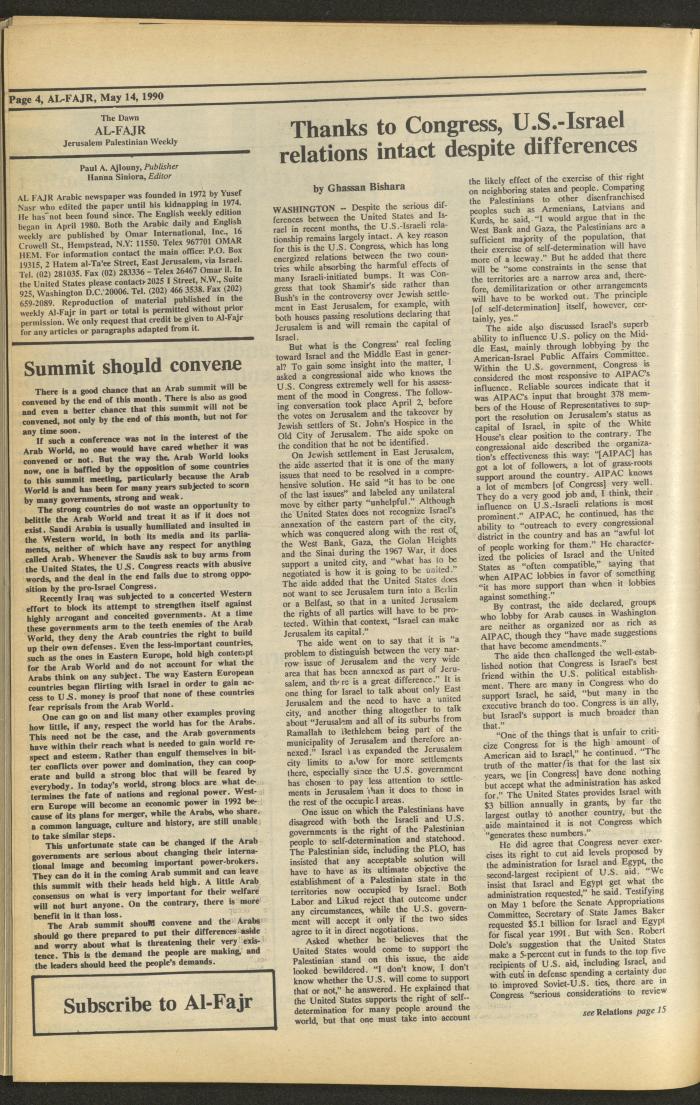 Page 4, AL-FAJR, May 14, 1990
The Dawn
AL-FAJR
Jerusalem Palestinian Weekly
Paul A. Ajlouny, Publisher
Hanna Siniora, Editor
AL FAJR Arabic newspaper was founded in 1972 by Yusef
Nasr who edited the paper until his kidnapping in 1974.
He has not been found since. The English weekly edition
began in April 1980. Both the Arabic daily and English
weekly are published by Omar International, Inc., 16
Crowell St., Hempstead, N.Y. 11550. Telex 967701 OMAR
HEM. For information contact the main office: P.O. Box
19315, 2 Hatem al-Ta'ee Street, East Jerusalem, via Israel.
Tel. (02) 281035. Fax (02) 283336 – Telex 26467 Omar il. In
the United States please contact: 2025 I Street, N.W., Suite
925, Washington D.C. 20006. Tel. (202) 466 3538. Fax (202)
659-2089. Reproduction of material published in the
weekly Al-Fajr in part or total is permitted without prior
permission. We only request that credit be given to Al-Fajr
for any articles or paragraphs adapted from it.
Summit should convene
There is a good chance that an Arab summit will be
convened by the end of this month. There is also as good
and even a better chance that this summit will not be
convened, not only by the end of this month, but not for
any time soon.
If such a conference was not in the interest of the
Arab World, no one would have cared whether it was
convened or not. But the way the Arab World looks
now, one is baffled by the opposition of some countries
to this summit meeting, particularly because the Arab
World is and has been for many years subjected to scorn
by many governments, strong and weak.
The strong countries do not waste an opportunity to
belittle the Arab World and treat it as if it does not
exist. Saudi Arabia is usually humiliated and insulted in
the Western world, in both its media and its parlia-
ments, neither of which have any respect for anything
called Arab. Whenever the Saudis ask to buy arms from
the United States, the U.S. Congress reacts with abusive
words, and the deal in the end fails due to strong oppo-
sition by the pro-Israel Congress.
Recently Iraq was subjected to a concerted Western
effort to block its attempt to strengthen itself against
highly arrogant and conceited governments. At a time
these governments arm to the teeth enemies of the Arab
World, they deny the Arab countries the right to build
up their own defenses. Even the less-important countries,
such as the ones in Eastern Europe, hold high contempt
for the Arab World and do not account for what the
Arabs think on any subject. The way Eastern European
countries began flirting with Israel in order to gain ac-
cess to U.S. money is proof that none of these countries
fear reprisals from the Arab World.
One can go on and list many other examples proving
how little, if any, respect the world has for the Arabs.
This need not be the case, and the Arab governments
have within their reach what is needed to gain world re-
spect and esteem. Rather than engulf themselves in bit-
ter conflicts over power and domination, they can coop-
erate and build a strong bloc that will be feared by
everybody. In today's world, strong blocs are what de-
termines the fate of nations and regional power. West-
ern Europe will become an economic power in 1992 be-
cause of its plans for merger, while the Arabs, who share
a common language, culture and history, are still unable
to take similar steps.
This unfortunate state can be changed if the Arab
governments are serious about changing their interna-
tional image and becoming important power-brokers.
They can do it in the coming Arab summit and can leave
this summit with their heads held high. A little Arab
consensus on what is very important for their welfare
will not hurt anyone. On the contrary, there is more
benefit in it than loss.
The Arab summit should convene and the Arabs
should go there prepared to put their differences aside
and worry about what is threatening their very exis-
tence. This is the demand the people are making, and
the leaders should heed the people's demands.
Subscribe to Al-Fajr
Thanks to Congress, U.S.-Israel
relations intact despite differences
by Ghassan Bishara
WASHINGTON – Despite the serious dif-
ferences between the United States and Is-
rael in recent months, the U.S.-Israeli rela-
tionship remains largely intact. A key reason
for this is the U.S. Congress, which has long
energized relations between the two coun-
tries while absorbing the harmful effects of
many Israeli-initiated bumps. It was Con-
gress that took Shamir's side rather than
Bush's in the controversy over Jewish settle-
ment in East Jerusalem, for example, with
both houses passing resolutions declaring that
Jerusalem is and will remain the capital of
Israel.
But what is the Congress' real feeling
toward Israel and the Middle East in gener-
al? To gain some insight into the matter, I
asked a congressional aide who knows the
U.S. Congress extremely well for his assess-
ment of the mood in Congress. The follow-
ing conversation took place April 2, before
the votes on Jerusalem and the takeover by
Jewish settlers of St. John's Hospice in the
Old City of Jerusalem. The aide spoke on
the condition that he not be identified.
On Jewish settlement in East Jerusalem,
the aide asserted that it is one of the many
issues that need to be resolved in a compre-
hensive solution. He said "it has to be one
of the last issues" and labeled any unilateral
move by either party "unhelpful." Although
the United States does not recognize Israel's
annexation of the eastern part of the city,
which was conquered along with the rest of
the West Bank, Gaza, the Golan Heights
and the Sinai during the 1967 War, it does
support a united city, and "what has to be
negotiated is how it is going to be united."
The aide added that the United States does
not want to see Jerusalem turn into a Berlin
or a Belfast, so that in a united Jerusalem
the rights of all parties will have to be pro-
tected. Within that context, "Israel can make
Jerusalem its capital."
The aide went on to say that it is "a
problem to distinguish between the very nar-
row issue of Jerusalem and the very wide
area that has been annexed as part of Jeru-
salem, and there is a great difference." It is
one thing for Israel to talk about only East
Jerusalem and the need to have a united
city, and another thing altogether to talk
about "Jerusalem and all of its suburbs from
Ramallah to Bethlehem being part of the
municipality of Jerusalem and therefore an-
nexed." Israel has expanded the Jerusalem
city limits to allow for more settlements
there, especially since the U.S. government
has chosen to pay less attention to settle-
ments in Jerusalem than it does to those in
the rest of the occupied areas.
One issue on which the Palestinians have
disagreed with both the Israeli and U.S.
governments is the right of the Palestinian
people to self-determination and statehood.
The Palestinian side, including the PLO, has
insisted that any acceptable solution will
have to have as its ultimate objective the
establishment of a Palestinian state in the
territories now occupied by Israel. Both
Labor and Likud reject that outcome under
any circumstances, while the U.S. govern-
ment will accept it only if the two sides
agree to it in direct negotiations.
Asked whether he believes that the
United States would come to support the
Palestinian stand on this issue, the aide
looked bewildered. "I don't know, I don't
know whether the U.S. will come to support
that or not," he answered. He explained that
the United States supports the right of self-
determination for many people around the
world, but that one must take into account
the likely effect of the exercise of this right
on neighboring states and people. Comparing
the Palestinians to other disenfranchised
peoples such as Armenians, Latvians and
Kurds, he said, "I would argue that in the
West Bank and Gaza, the Palestinians are a
sufficient majority of the population, that
their exercise of self-determination will have
more of a leeway." But he added that there
will be "some constraints in the sense that
the territories are a narrow area and, there-
fore, demilitarization or other arrangements
will have to be worked out. The principle
[of self-determination] itself, however, cer-
tainly, yes."
The aide also discussed Israel's superb
ability to influence U.S. policy on the Mid-
dle East, mainly through lobbying by the
American-Israel Public Affairs Committee.
Within the U.S. government, Congress is
considered the most responsive to AIPAC's
influence. Reliable sources indicate that it
was AIPAC's input that brought 378 mem-
bers of the House of Representatives to sup-
port the resolution on Jerusalem's status as
capital of Israel, in spite of the White
House's clear position to the contrary. The
congressional aide described the organiza-
tion's effectiveness this way: "[AIPAC] has
got a lot of followers, a lot of grass-roots
support around the country. AIPAC knows
a lot of members [of Congress] very well.
They do a very good job and, I think, their
influence on U.S.-Israeli relations is most
prominent." AIPAC, he continued, has the
ability to "outreach to every congressional
district in the country and has an "awful lot
of people working for them." He character-
ized the policies of Israel and the United
States as "often compatible," saying that
when AIPAC lobbies in favor of something
"it has more support than when it lobbies
against something."
By contrast, the aide declared, groups
who lobby for Arab causes in Washington
are neither as organized nor as rich as
AIPAC, though they "have made suggestions
that have become amendments."
The aide then challenged the well-estab-
lished notion that Congress is Israel's best
friend within the U.S. political establish-
ment. There are many in Congress who do
support Israel, he said, "but many in the
executive branch do too. Congress is an ally,
but Israel's support is much broader than
that."
"One of the things that is unfair to criti-
cize Congress for is the high amount of
American aid to Israel," he continued. "The
truth of the matter is that for the last six
years, we [in Congress] have done nothing
but accept what the administration has asked
for." The United States provides Israel with
$3 billion annually in grants, by far the
largest outlay to another country, but the
aide maintained it is not Congress which
"generates these numbers."
He did agree that Congress never exer-
cises its right to cut aid levels proposed by
the administration for Israel and Egypt, the
second-largest recipient of U.S. aid. "We
insist that Israel and Egypt get what the
administration requested," he said. Testifying
on May 1 before the Senate Appropriations
Committee, Secretary of State James Baker
requested $5.1 billion for Israel and Egypt
for fiscal year 1991. But with Sen. Robert
Dole's suggestion that the United States
make a 5-percent cut in funds to the top five
recipients of U.S. aid, including Israel, and
with cuts in defense spending a certainty due
to improved Soviet-U.S. ties, there are in
Congress "serious considerations to review
see Relations page 15